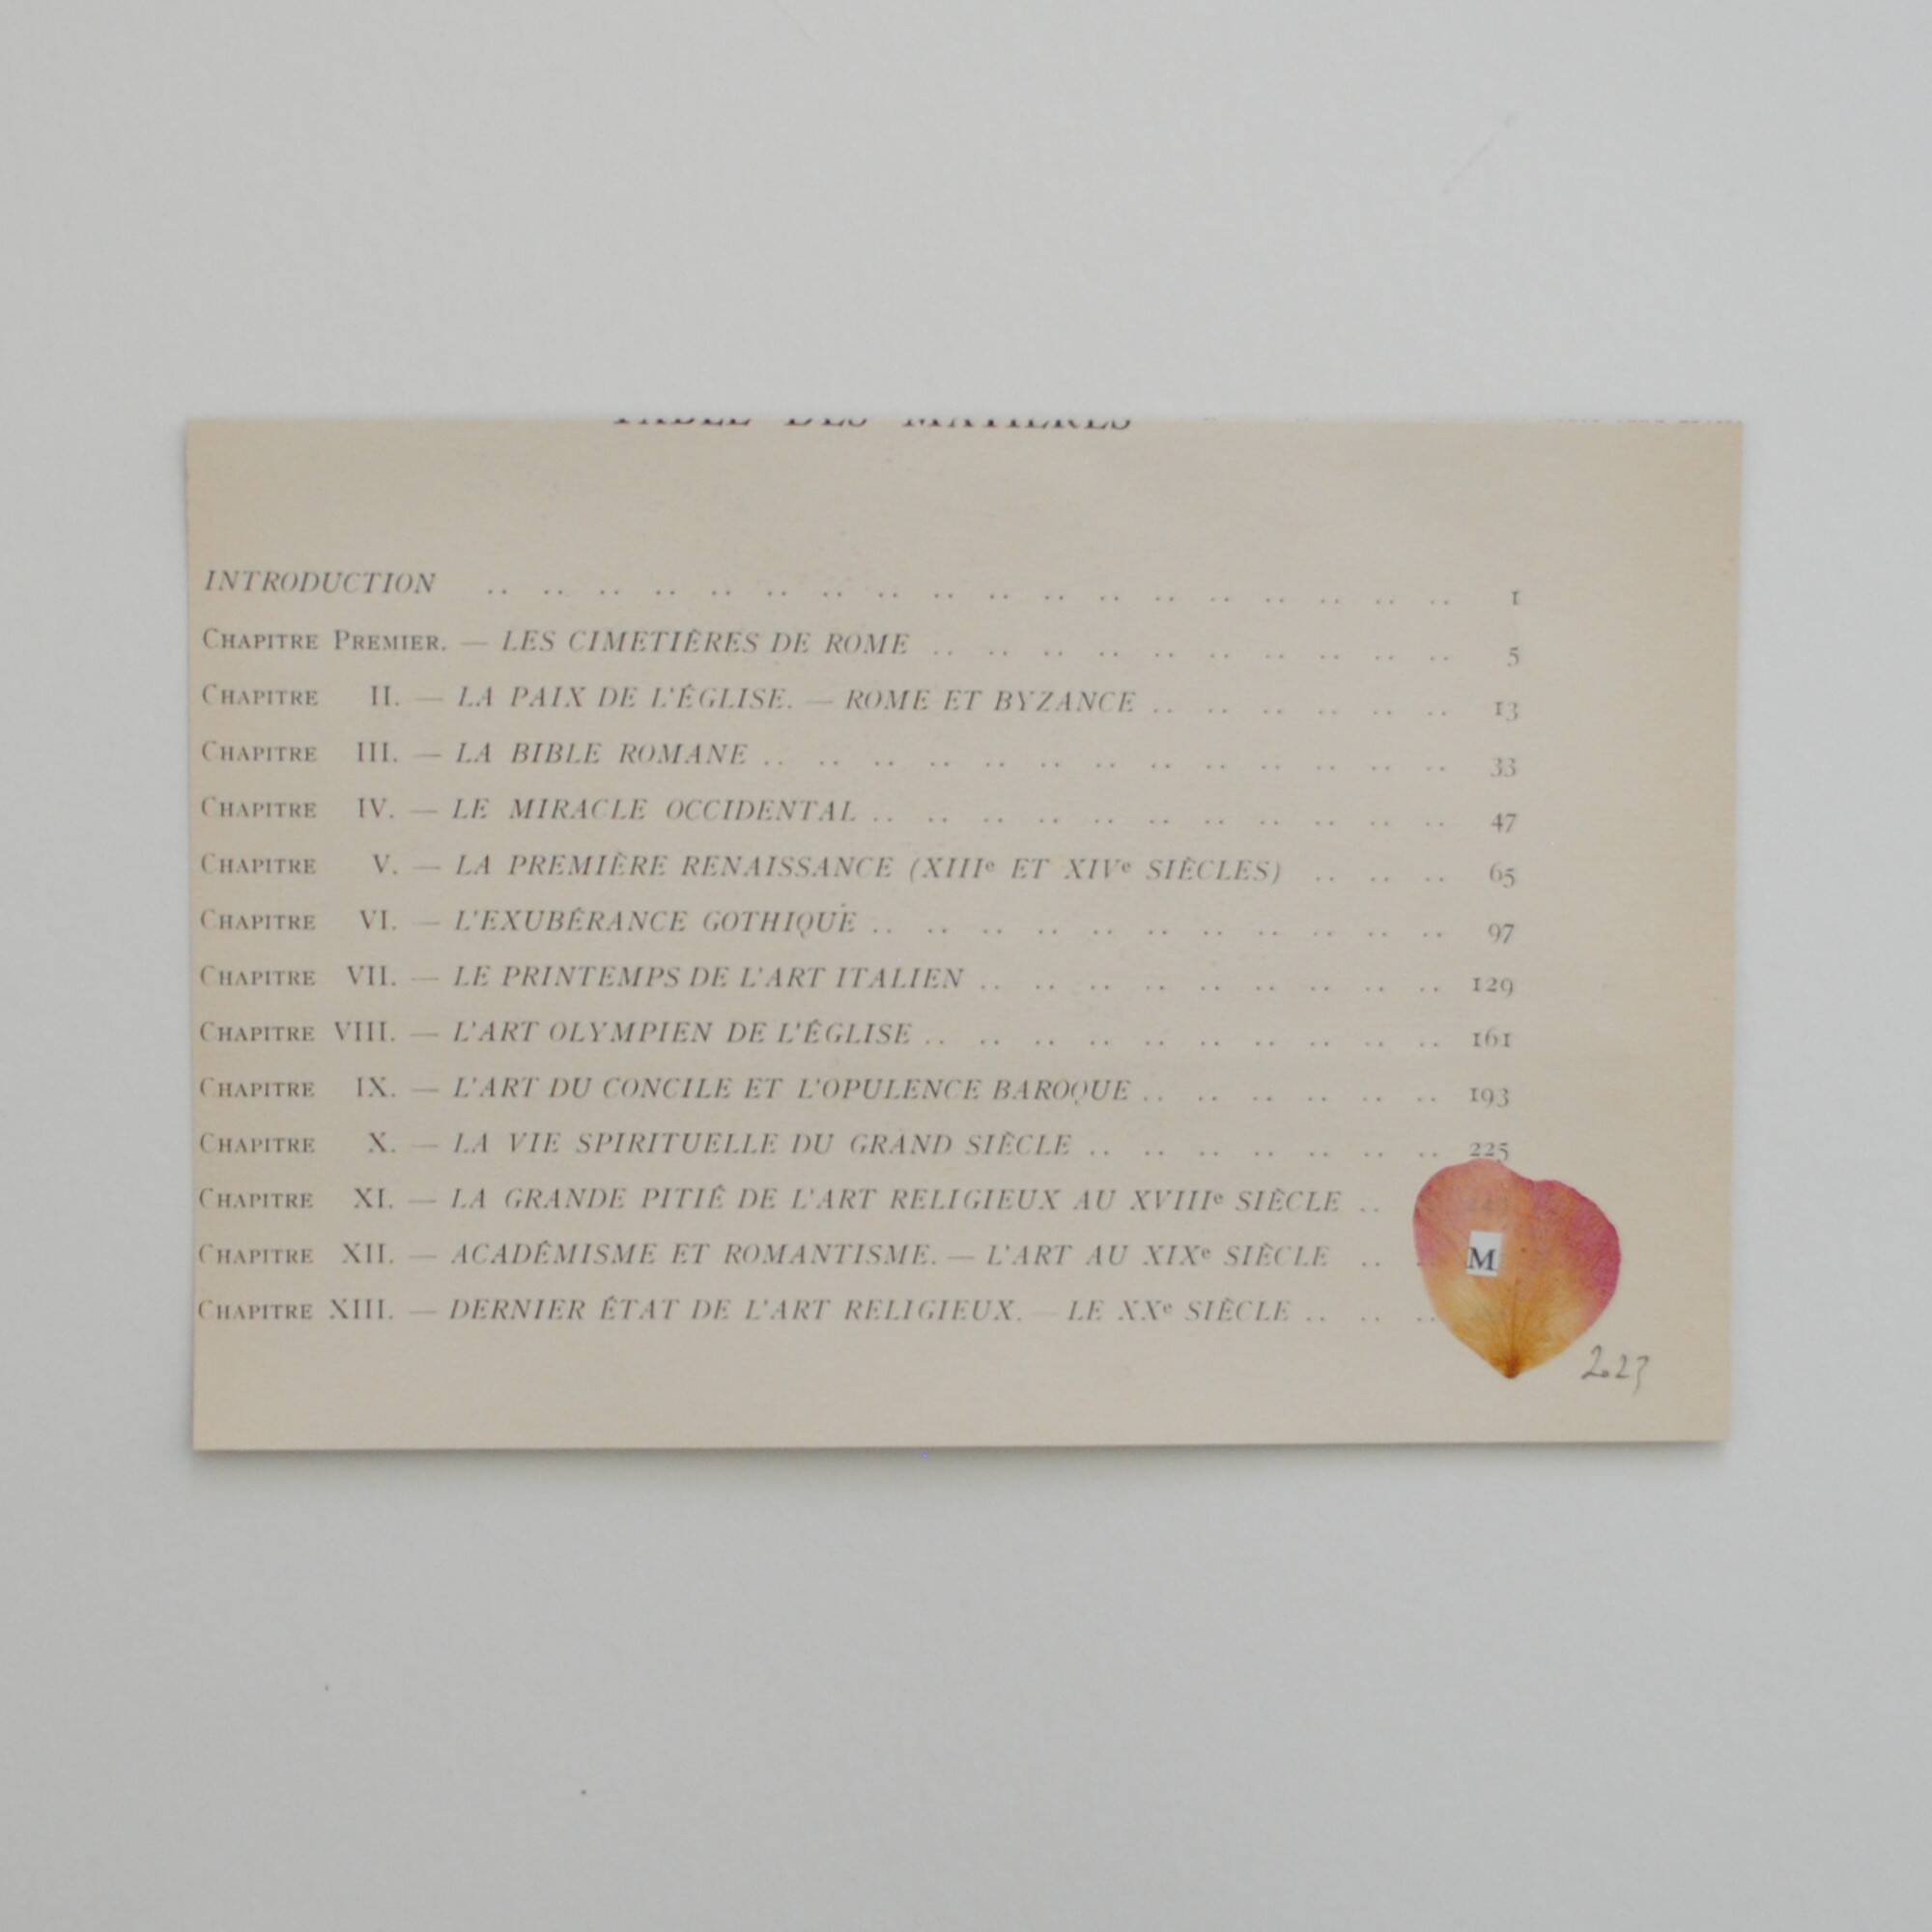 TABLE DES MATIÈRES
INTRODUCTION .. .. .. .. .. .. .. .. .. .. .. .. .. .. .. .. .. .. 1
CHAPITRE PREMIER. — LES CIMETIÈRES DE ROME .. .. .. .. .. .. .. .. .. .. 5
CHAPITRE II. — LA PAIX DE L'ÉGLISE. — ROME ET BYZANCE .. .. .. .. .. .. 13
CHAPITRE III. — LA BIBLE ROMANE .. .. .. .. .. .. .. .. .. .. .. .. .. 33
CHAPITRE IV. — LE MIRACLE OCCIDENTAL .. .. .. .. .. .. .. .. .. .. .. 47
CHAPITRE V. — LA PREMIÈRE RENAISSANCE (XIIIe ET XIVe SIÈCLES) .. .. .. 65
CHAPITRE VI. — L'EXUBÉRANCE GOTHIQUE .. .. .. .. .. .. .. .. .. .. .. 97
CHAPITRE VII. — LE PRINTEMPS DE L'ART ITALIEN .. .. .. .. .. .. .. .. .. 129
CHAPITRE VIII. — L'ART OLYMPIEN DE L'ÉGLISE .. .. .. .. .. .. .. .. .. .. 161
CHAPITRE IX. — L'ART DU CONCILE ET L'OPULENCE BAROQUE .. .. .. .. .. .. 193
CHAPITRE X. — LA VIE SPIRITUELLE DU GRAND SIÈCLE .. .. .. .. .. .. .. 225
CHAPITRE XI. — LA GRANDE PITIÉ DE L'ART RELIGIEUX AU XVIIIe SIÈCLE ..
CHAPITRE XII. — ACADÉMISME ET ROMANTISME. — L'ART AU XIXe SIÈCLE ..
M
CHAPITRE XIII. — DERNIER ÉTAT DE L'ART RELIGIEUX. — LE XXe SIÈCLE .. .. ..